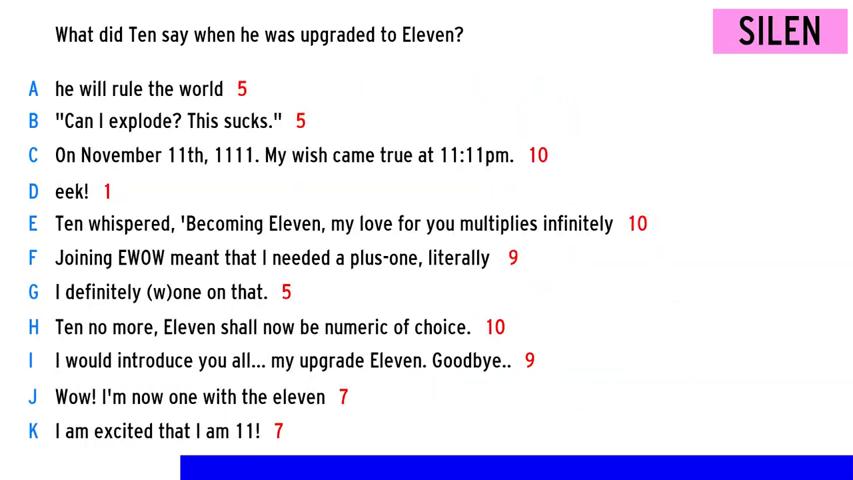 What did Ten say when he was upgraded to Eleven?
SILEN
A he will rule the world 5
B "Can I explode? This sucks." 5
C On November 11th, 1111. My wish came true at 11:11pm. 10
D eek! 1
E Ten whispered, 'Becoming Eleven, my love for you multiplies infinitely 10
F Joining EWOW meant that I needed a plus-one, literally 9
G I definitely (w)one on that. 5
H Ten no more, Eleven shall now be numeric of choice. 10
I I would introduce you all... my upgrade Eleven. Goodbye.. 9
J Wow! I'm now one with the eleven 7
K I am excited that I am 11! 7